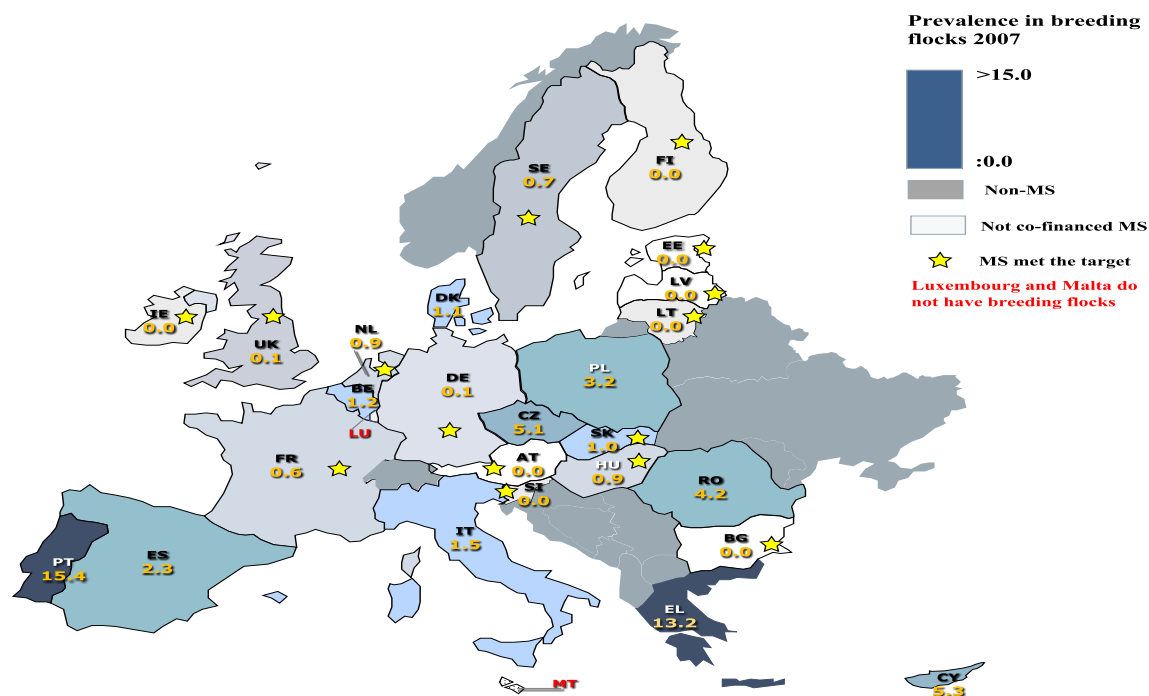 Prevalence in breeding
flocks 2007
>15.0
:0.0
Non-MS
Not co-financed MS
MS met the target
Luxembourg and Malta do
not have breeding flocks
SE
0.7
FI
0.0
EE
0.0
LV
0.0
LT
0.0
DK
1.1
IE
0.0
UK
0.1
NL
0.9
BE
1.2
LU
DE
0.1
PL
3.2
CZ
5.1
SK
1.0
AT
0.0
HU
0.9
SI
0.0
FR
0.6
RO
4.2
BG
0.0
IT
1.5
PT
15.4
ES
2.3
EL
13.2
MT
CY
5.3